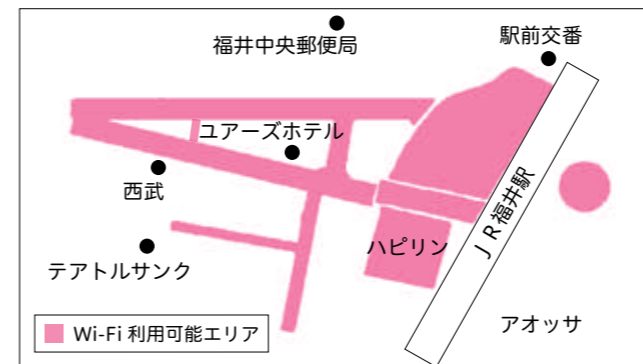 福井中央郵便局
駅前交番
ユアーズホテル
西武
JR福井駅
ハピリン
テアトルサンク
アオッサ
Wi-Fi 利用可能エリア